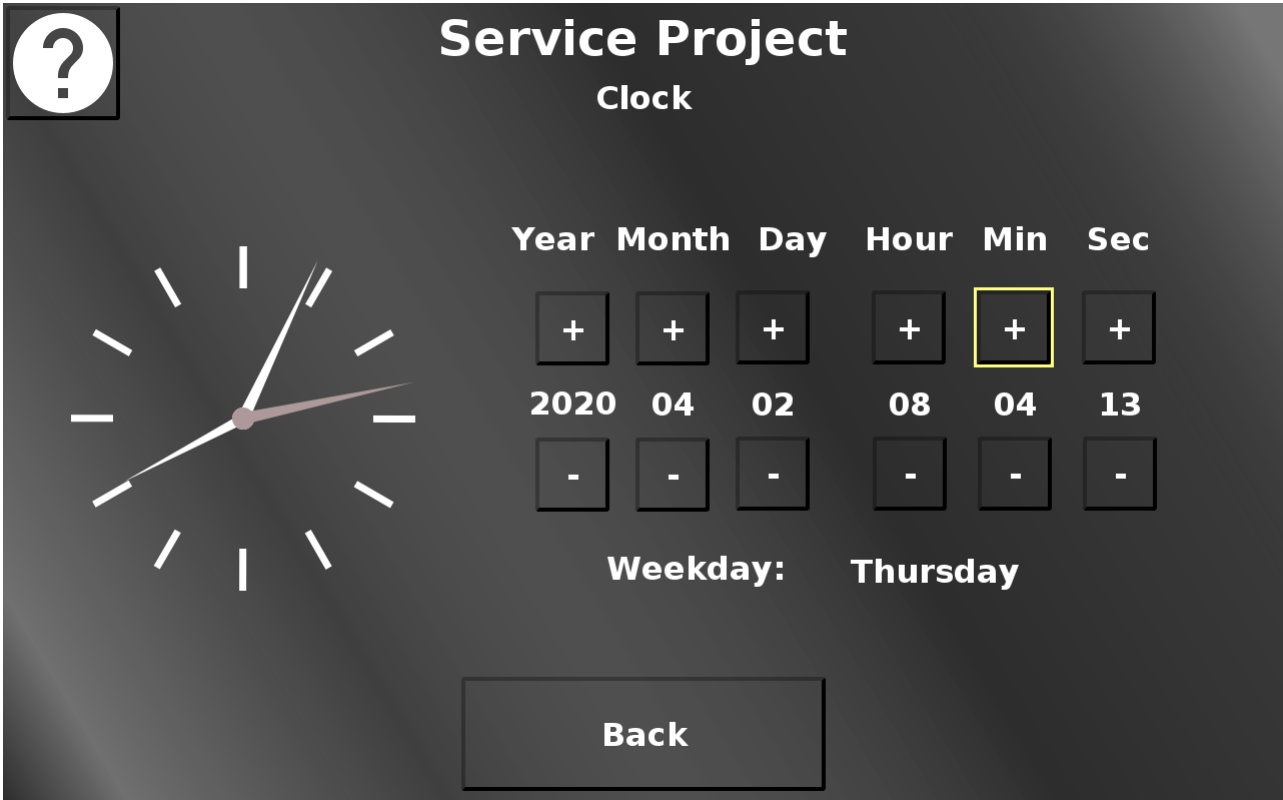 ?
Service Project
Clock
Year Month Day Hour Min Sec
+ + + + + +
2020 04 02 08 04 13
- - - - - -
Weekday: Thursday
Back